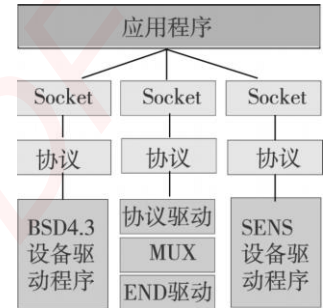 应用程序
Socket Socket Socket
协议 协议 协议
BSD4.3
设备驱
动程序
协议驱动
MUX
END驱动
SENS
设备驱
动程序